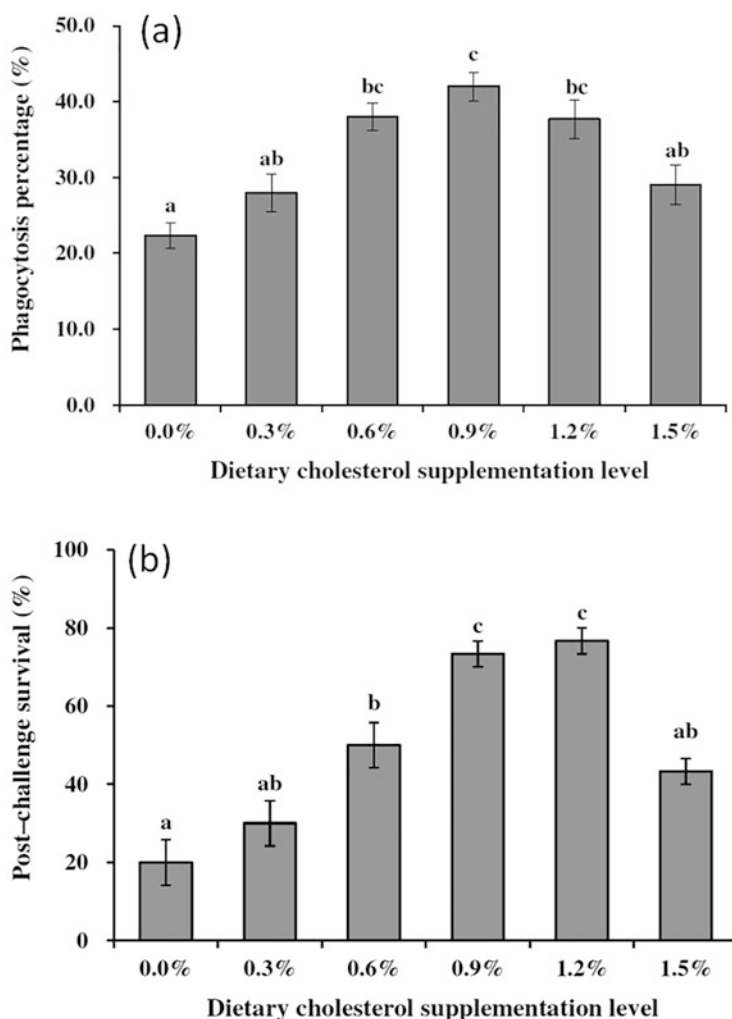 (a)
Phagocytosis percentage (%)
50.0
40.0
30.0
20.0
10.0
0.0
a
ab
bc
c
bc
ab
0.0%
0.3%
0.6%
0.9%
1.2%
1.5%
Dietary cholesterol supplementation level
(b)
Post–challenge survival (%)
100
80
60
40
20
0
a
ab
b
c
c
ab
0.0%
0.3%
0.6%
0.9%
1.2%
1.5%
Dietary cholesterol supplementation level